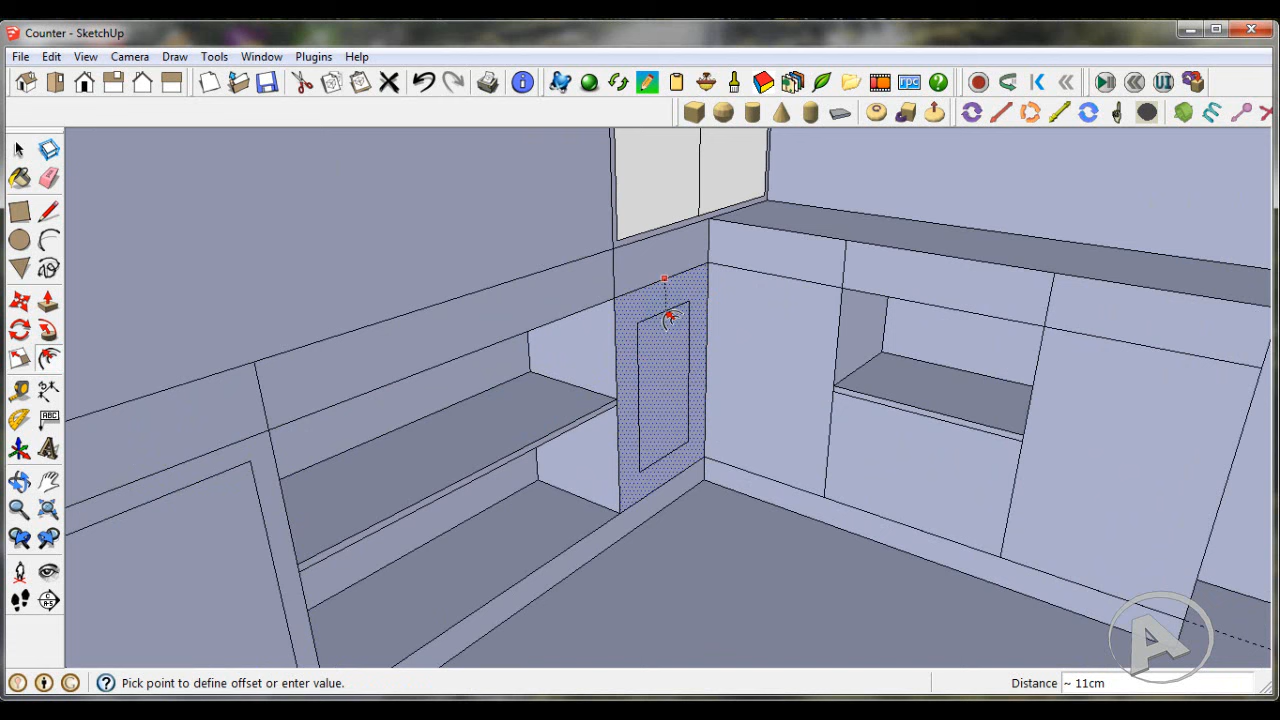 Counter - SketchUp
File Edit View Camera Draw Tools Window Plugins Help
Pick point to define offset or enter value.
Distance ~ 11cm
A